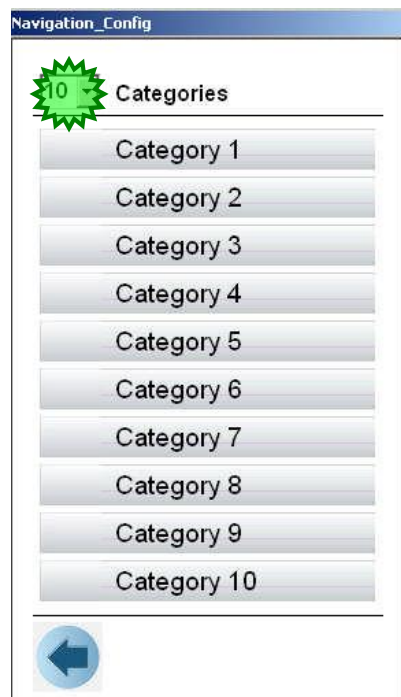 Navigation_Config
10 Categories
Category 1
Category 2
Category 3
Category 4
Category 5
Category 6
Category 7
Category 8
Category 9
Category 10